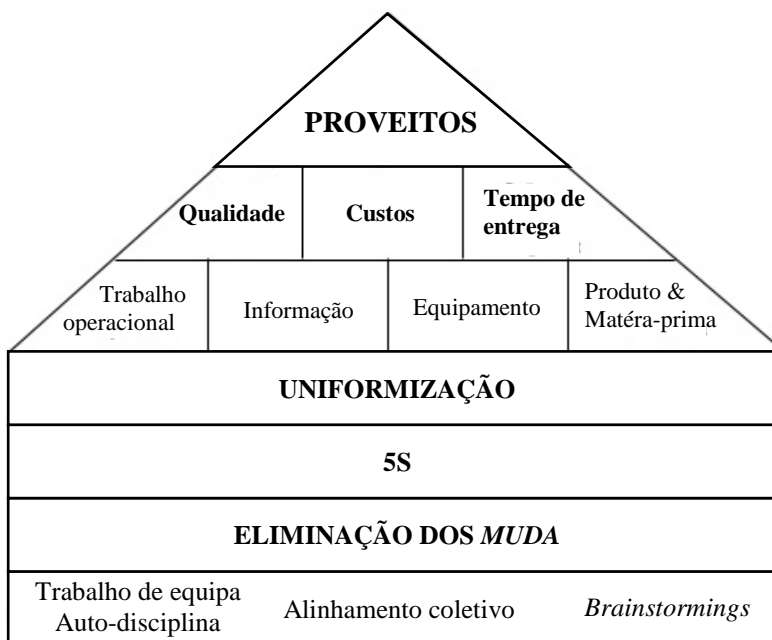 PROVEITOS
Qualidade
Custos
Tempo de
entrega
Trabalho
operacional
Informação
Equipamento
Produto &
Matéra-prima
UNIFORMIZAÇÃO
5S
ELIMINAÇÃO DOS MUDA
Trabalho de equipa
Auto-disciplina
Alinhamento coletivo
Brainstormings